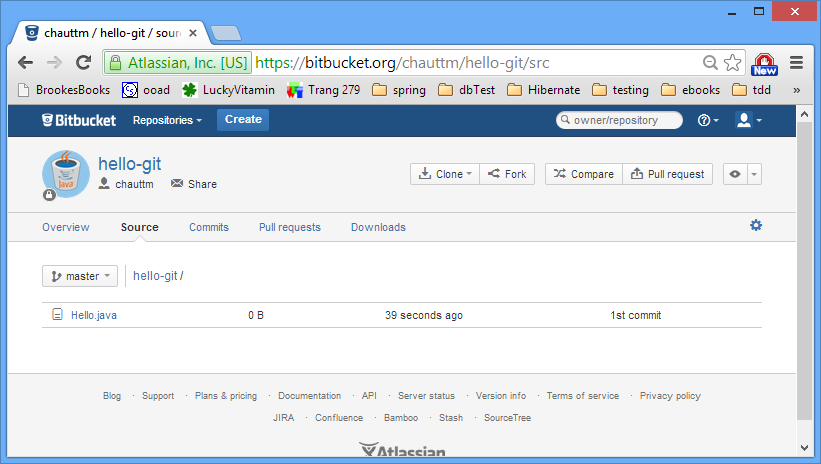 chauttm / hello-git / sour
Atlassian, Inc. [US] https://bitbucket.org/chauttm/hello-git/src
New
BrookesBooks ooad LuckyVitamin Trang 279 spring dbTest Hibernate testing ebooks tdd »
Bitbucket Repositories Create owner/repository
Java
hello-git
chauttm Share
Clone Fork Compare Pull request
Overview Source Commits Pull requests Downloads
master hello-git /
Hello.java 0 B 39 seconds ago 1st commit
Blog · Support · Plans & pricing · Documentation · API · Server status · Version info · Terms of service · Privacy policy
JIRA · Confluence · Bamboo · Stash · SourceTree
Atlassian